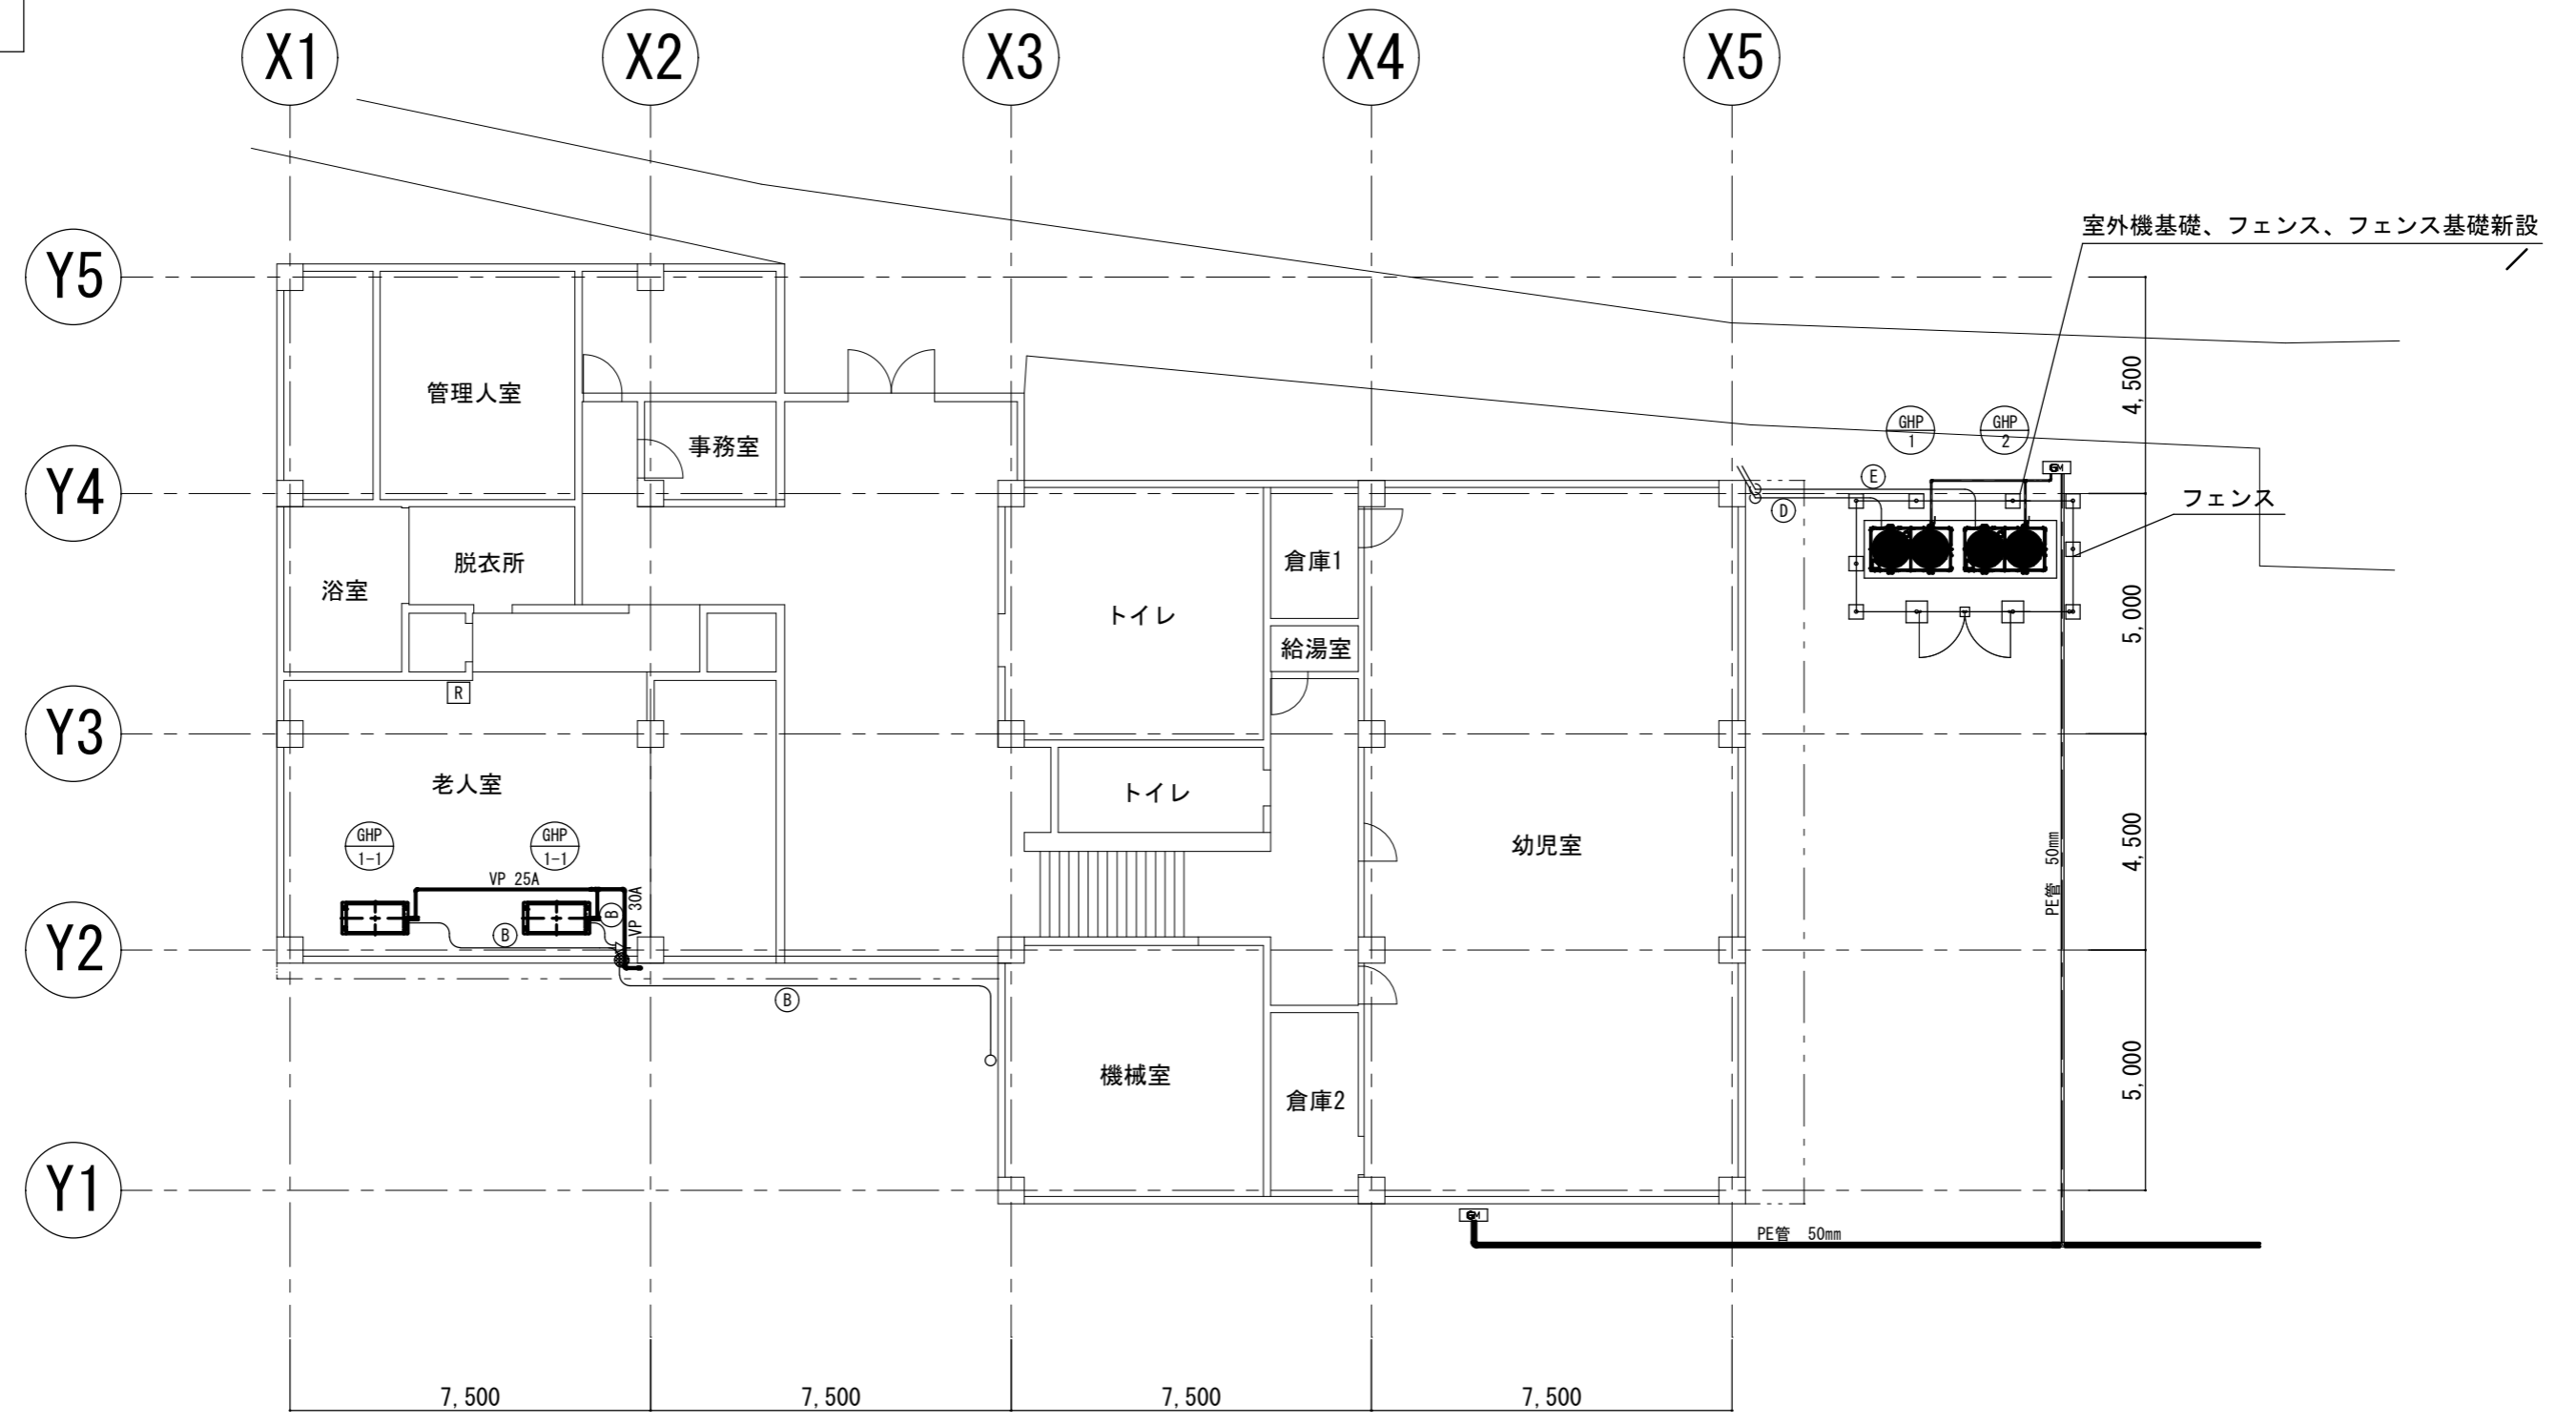 X1
X2
X3
X4
X5
室外機基礎、フェンス、フェンス基礎新設
Y5
4,500
管理人室
GHP
1
GHP
2
事務室
GM
E
Y4
フェンス
D
脱衣所
倉庫1
浴室
5,000
トイレ
給湯室
R
Y3
老人室
トイレ
GHP
1-1
GHP
1-1
幼児室
4,500
PE管 50mm
VP 25A
VP 30A
B
B
Y2
B
機械室
倉庫2
5,000
Y1
GM
PE管 50mm
7,500
7,500
7,500
7,500